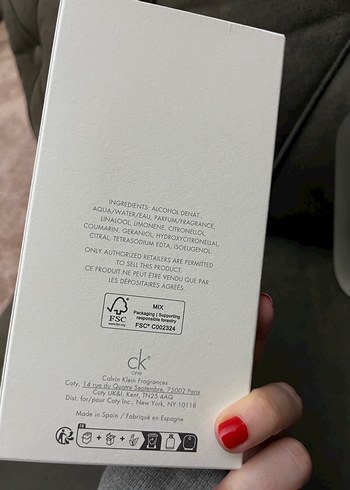 INGREDIENTS: ALCOHOL DENAT.,
AQUA/WATER/EAU, PARFUM/FRAGRANCE,
LINALOOL, LIMONENE, CITRONELLOL,
COUMARIN, GERANIOL, HYDROXYCITRONELLAL,
CITRAL, TETRASODIUM EDTA, ISOEUGENOL.
ONLY AUTHORIZED RETAILERS ARE PERMITTED
TO SELL THIS PRODUCT.
CE PRODUIT NE PEUT ÊTRE VENDU QUE PAR
LES DÉPOSITAIRES AGRÉÉS.
FSC
www.fsc.org
MIX
Packaging | Supporting
responsible forestry
FSC® C002324
ck®
one
Calvin Klein Fragrances
Coty, 14 rue du Quatre Septembre, 75002 Paris
Coty UK&I, Kent, TN25 4AQ
Dist. for/pour Coty Inc., New York, NY 10118
Made in Spain / Fabriqué en Espagne